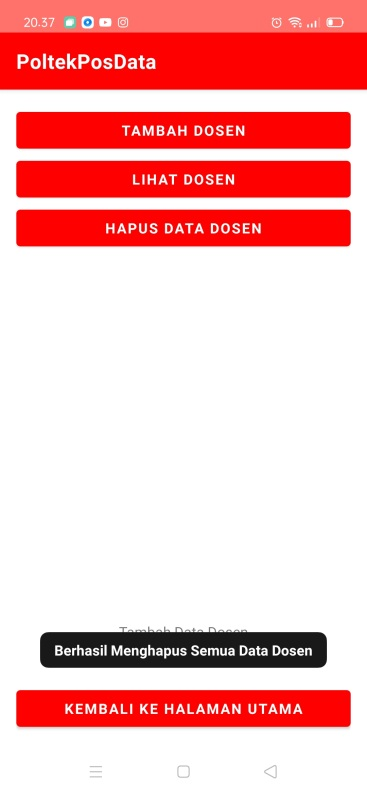 20.37
PoltekPosData
TAMBAH DOSEN
LIHAT DOSEN
HAPUS DATA DOSEN
Tambah Data Dosen
Berhasil Menghapus Semua Data Dosen
KEMBALI KE HALAMAN UTAMA